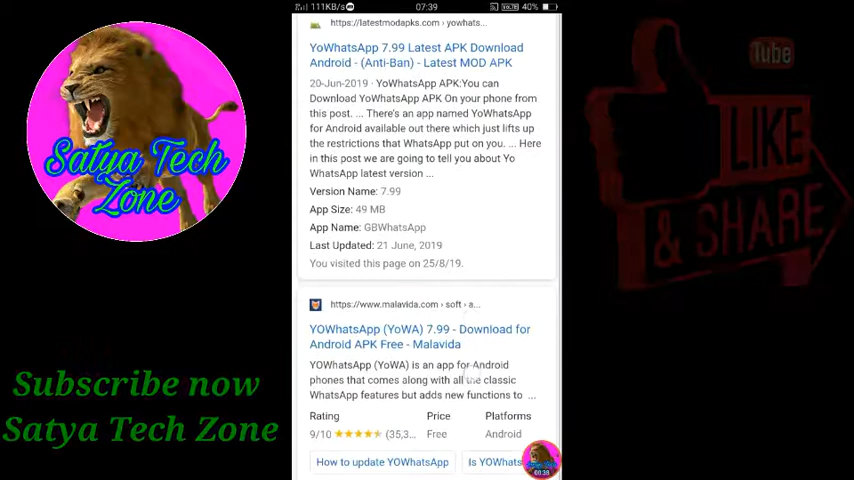 111KB/s
07:39
40%
https://latestmodapks.com › yowhats...
YoWhatsApp 7.99 Latest APK Download
Android - (Anti-Ban) - Latest MOD APK
20-Jun-2019 · YoWhatsApp APK:You can
Download YoWhatsApp APK On your phone from
this post. ... There's an app named YoWhatsApp
for Android available out there which just lifts up
the restrictions that WhatsApp put on you. ... Here
in this post we are going to tell you about Yo
WhatsApp latest version ...
Version Name: 7.99
App Size: 49 MB
App Name: GBWhatsApp
Last Updated: 21 June, 2019
You visited this page on 25/8/19.
https://www.malavida.com › soft › a...
YOWhatsApp (YoWA) 7.99 - Download for
Android APK Free - Malavida
YOWhatsApp (YoWA) is an app for Android
phones that comes along with all the classic
WhatsApp features but adds new functions to ...
Rating Price Platforms
9/10 (35,3... Free Android
How to update YOWhatsApp
Is YOWhats
00:38
Satya Tech
Zone
Subscribe now
Satya Tech Zone
Tube
LIKE
& SHARE